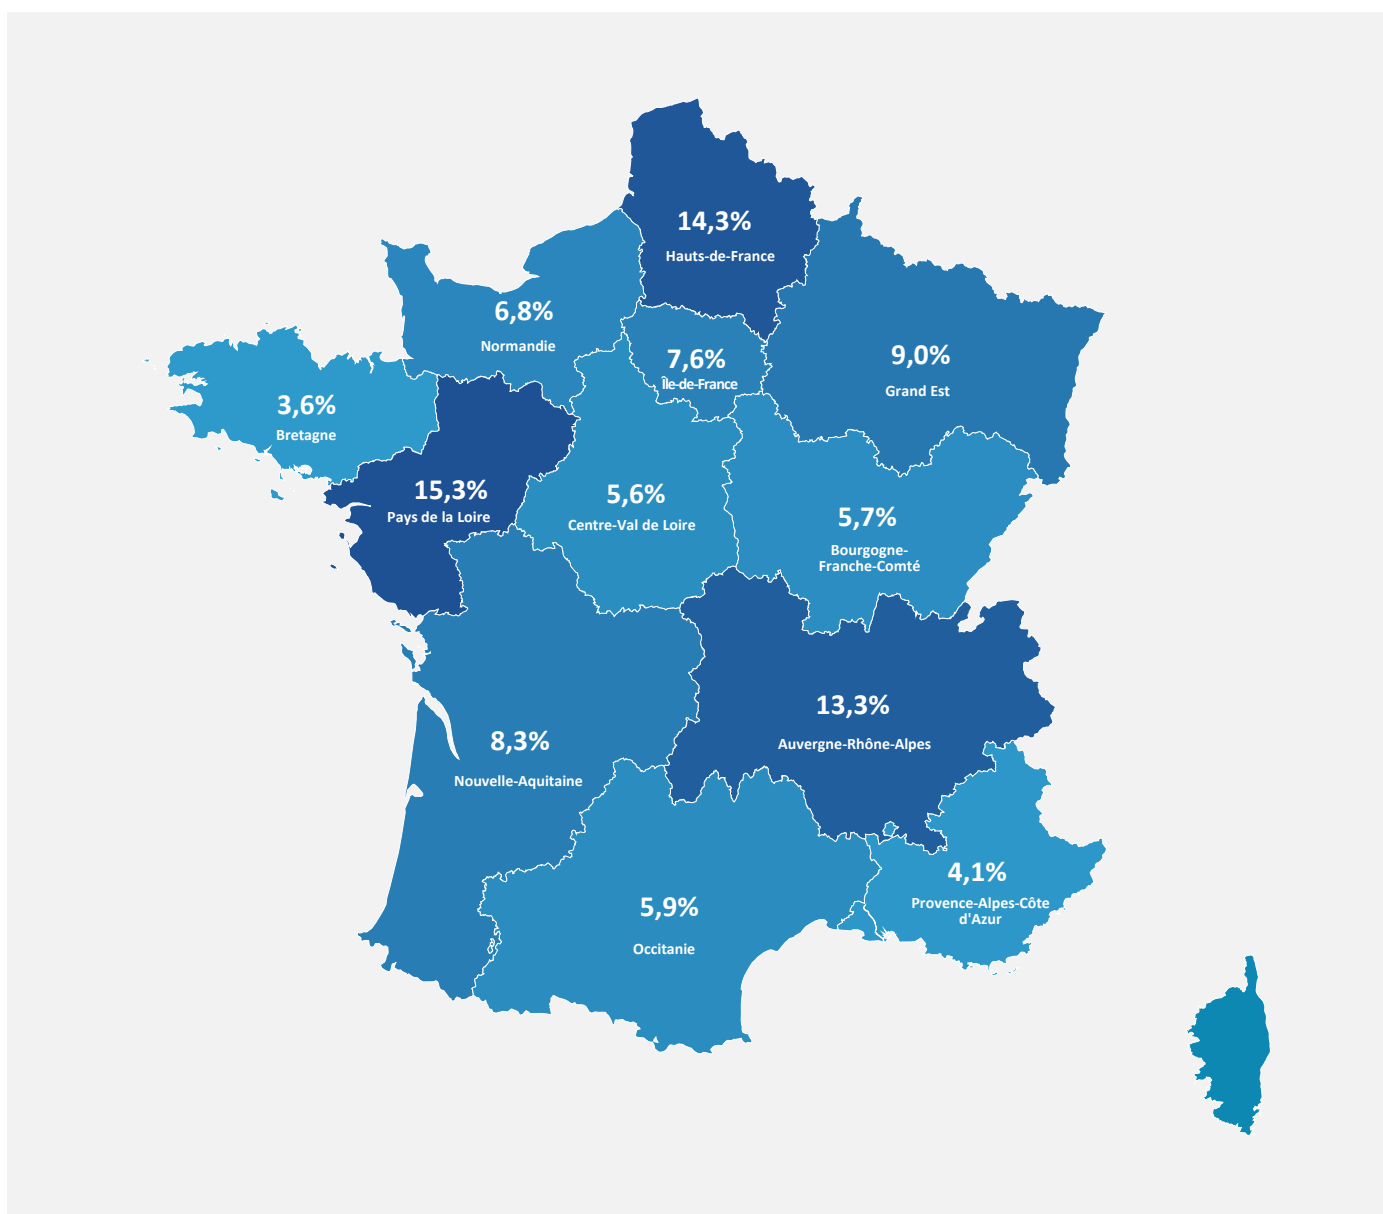 14,3%
Hauts-de-France
6,8%
Normandie
7,6%
Île-de-France
9,0%
Grand Est
3,6%
Bretagne
15,3%
Pays de la Loire
5,6%
Centre-Val de Loire
5,7%
Bourgogne-
Franche-Comté
13,3%
Auvergne-Rhône-Alpes
8,3%
Nouvelle-Aquitaine
4,1%
Provence-Alpes-Côte
d'Azur
5,9%
Occitanie